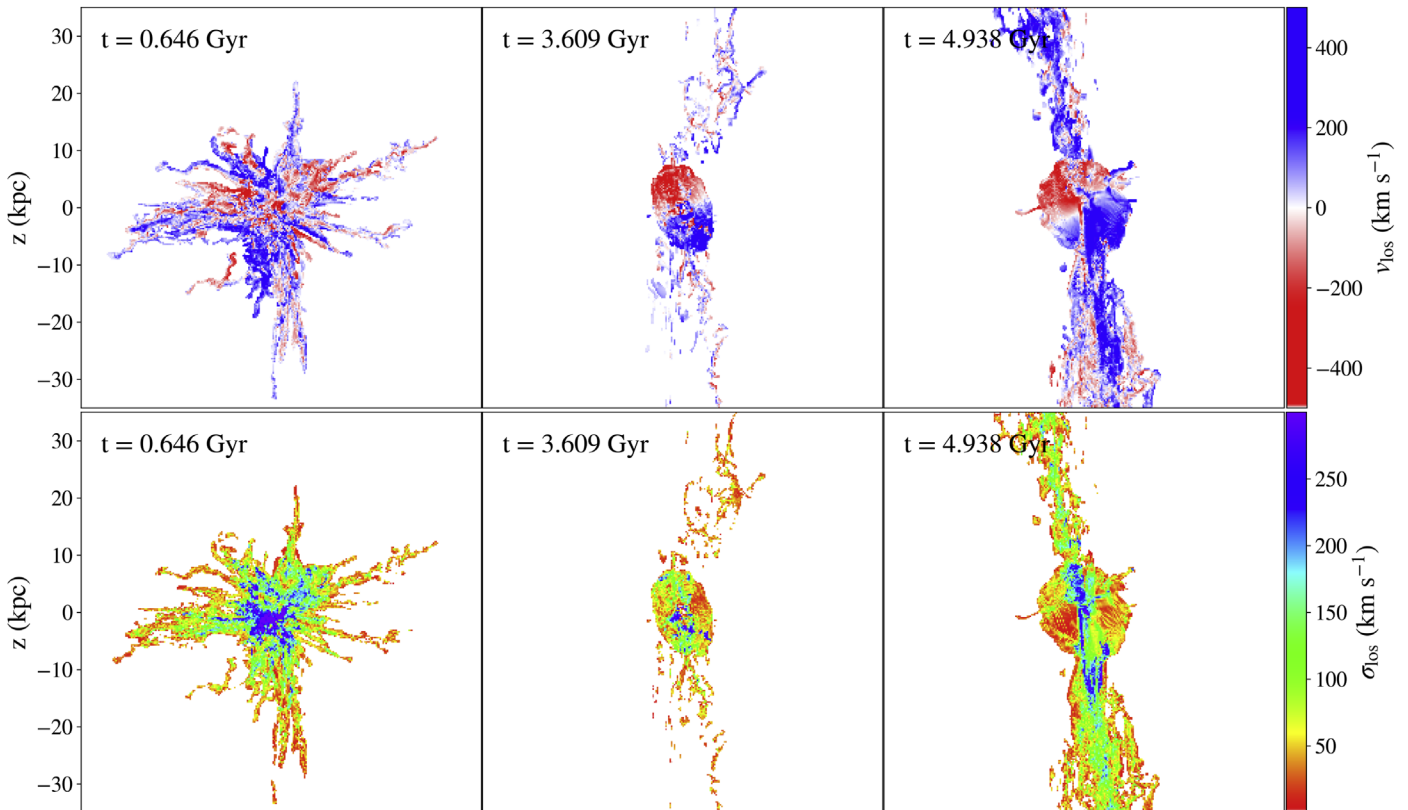 t = 0.646 Gyr
t = 3.609 Gyr
t = 4.938 Gyr
30
20
10
0
−10
−20
−30
z (kpc)
400
200
0
−200
−400
v_los (km s⁻¹)
t = 0.646 Gyr
t = 3.609 Gyr
t = 4.938 Gyr
30
20
10
0
−10
−20
−30
z (kpc)
250
200
150
100
50
σ_los (km s⁻¹)